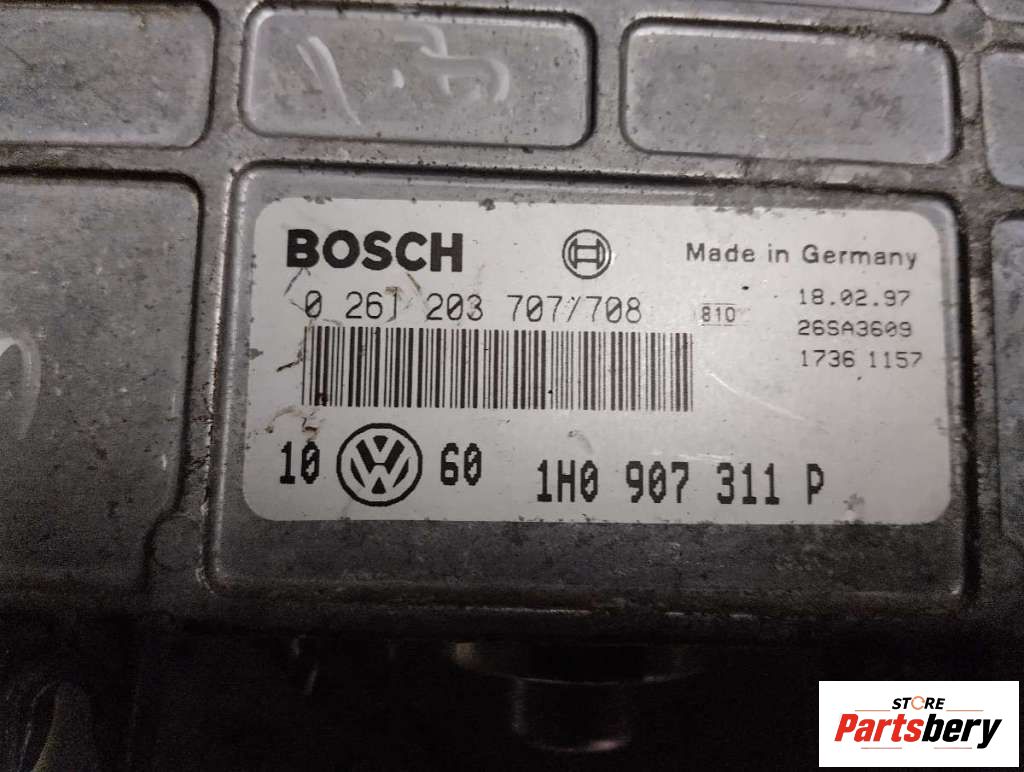 BOSCH
Made in Germany
0 261 203 707/708
810
18.02.97
26SA3609
1736 1157
10 VW 60 1H0 907 311 P
STORE
Partsbery